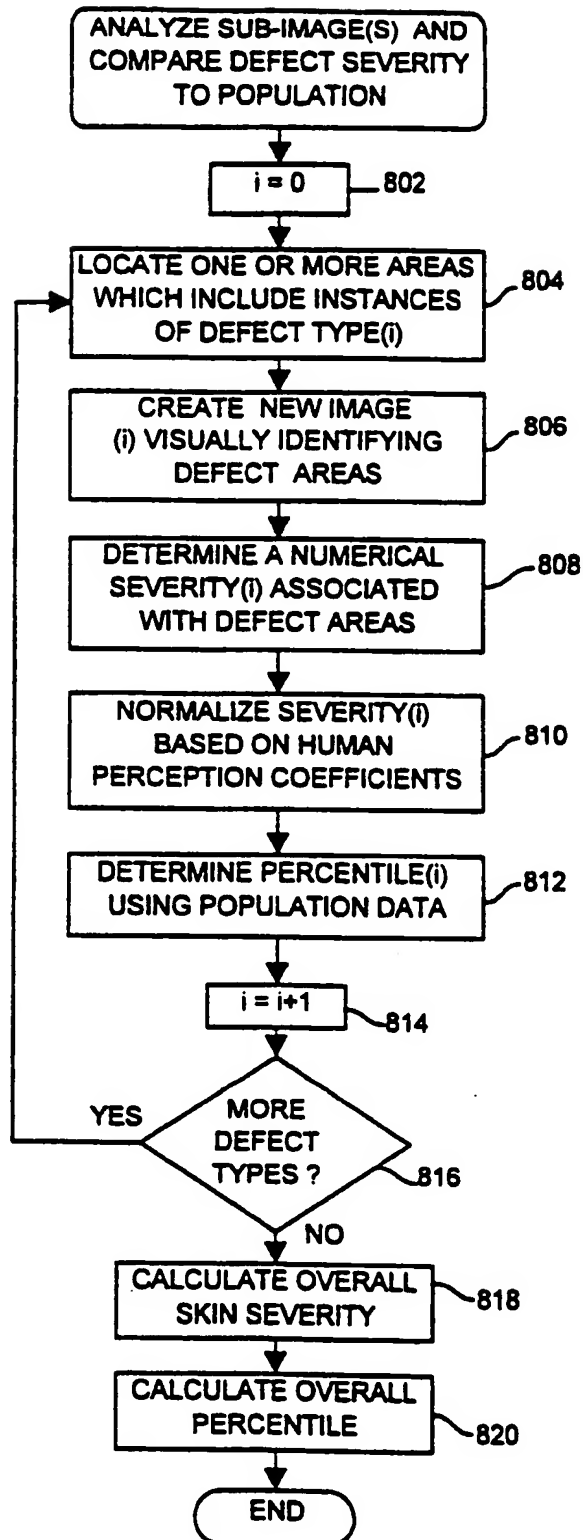 ANALYZE SUB-IMAGE(S) AND
COMPARE DEFECT SEVERITY
TO POPULATION
i = 0
802
LOCATE ONE OR MORE AREAS
WHICH INCLUDE INSTANCES
OF DEFECT TYPE(i)
804
CREATE NEW IMAGE
(i) VISUALLY IDENTIFYING
DEFECT AREAS
806
DETERMINE A NUMERICAL
SEVERITY(i) ASSOCIATED
WITH DEFECT AREAS
808
NORMALIZE SEVERITY(i)
BASED ON HUMAN
PERCEPTION COEFFICIENTS
810
DETERMINE PERCENTILE(i)
USING POPULATION DATA
812
i = i+1
814
YES
MORE
DEFECT
TYPES ?
816
NO
CALCULATE OVERALL
SKIN SEVERITY
818
CALCULATE OVERALL
PERCENTILE
820
END